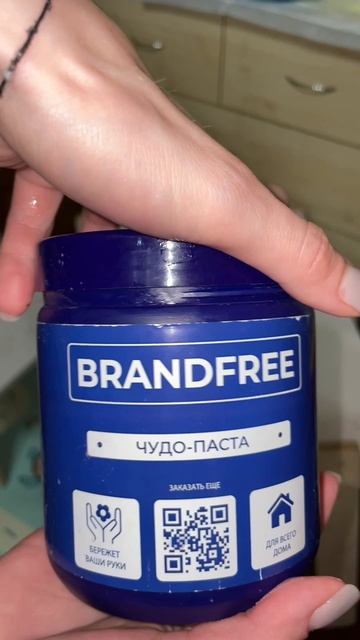 BRANDFREE
ЧУДО-ПАСТА
ЗАКАЗАТЬ ЕЩЕ
БЕРЕЖЕТ
ВАШИ РУКИ
ДЛЯ ВСЕГО
ДОМА